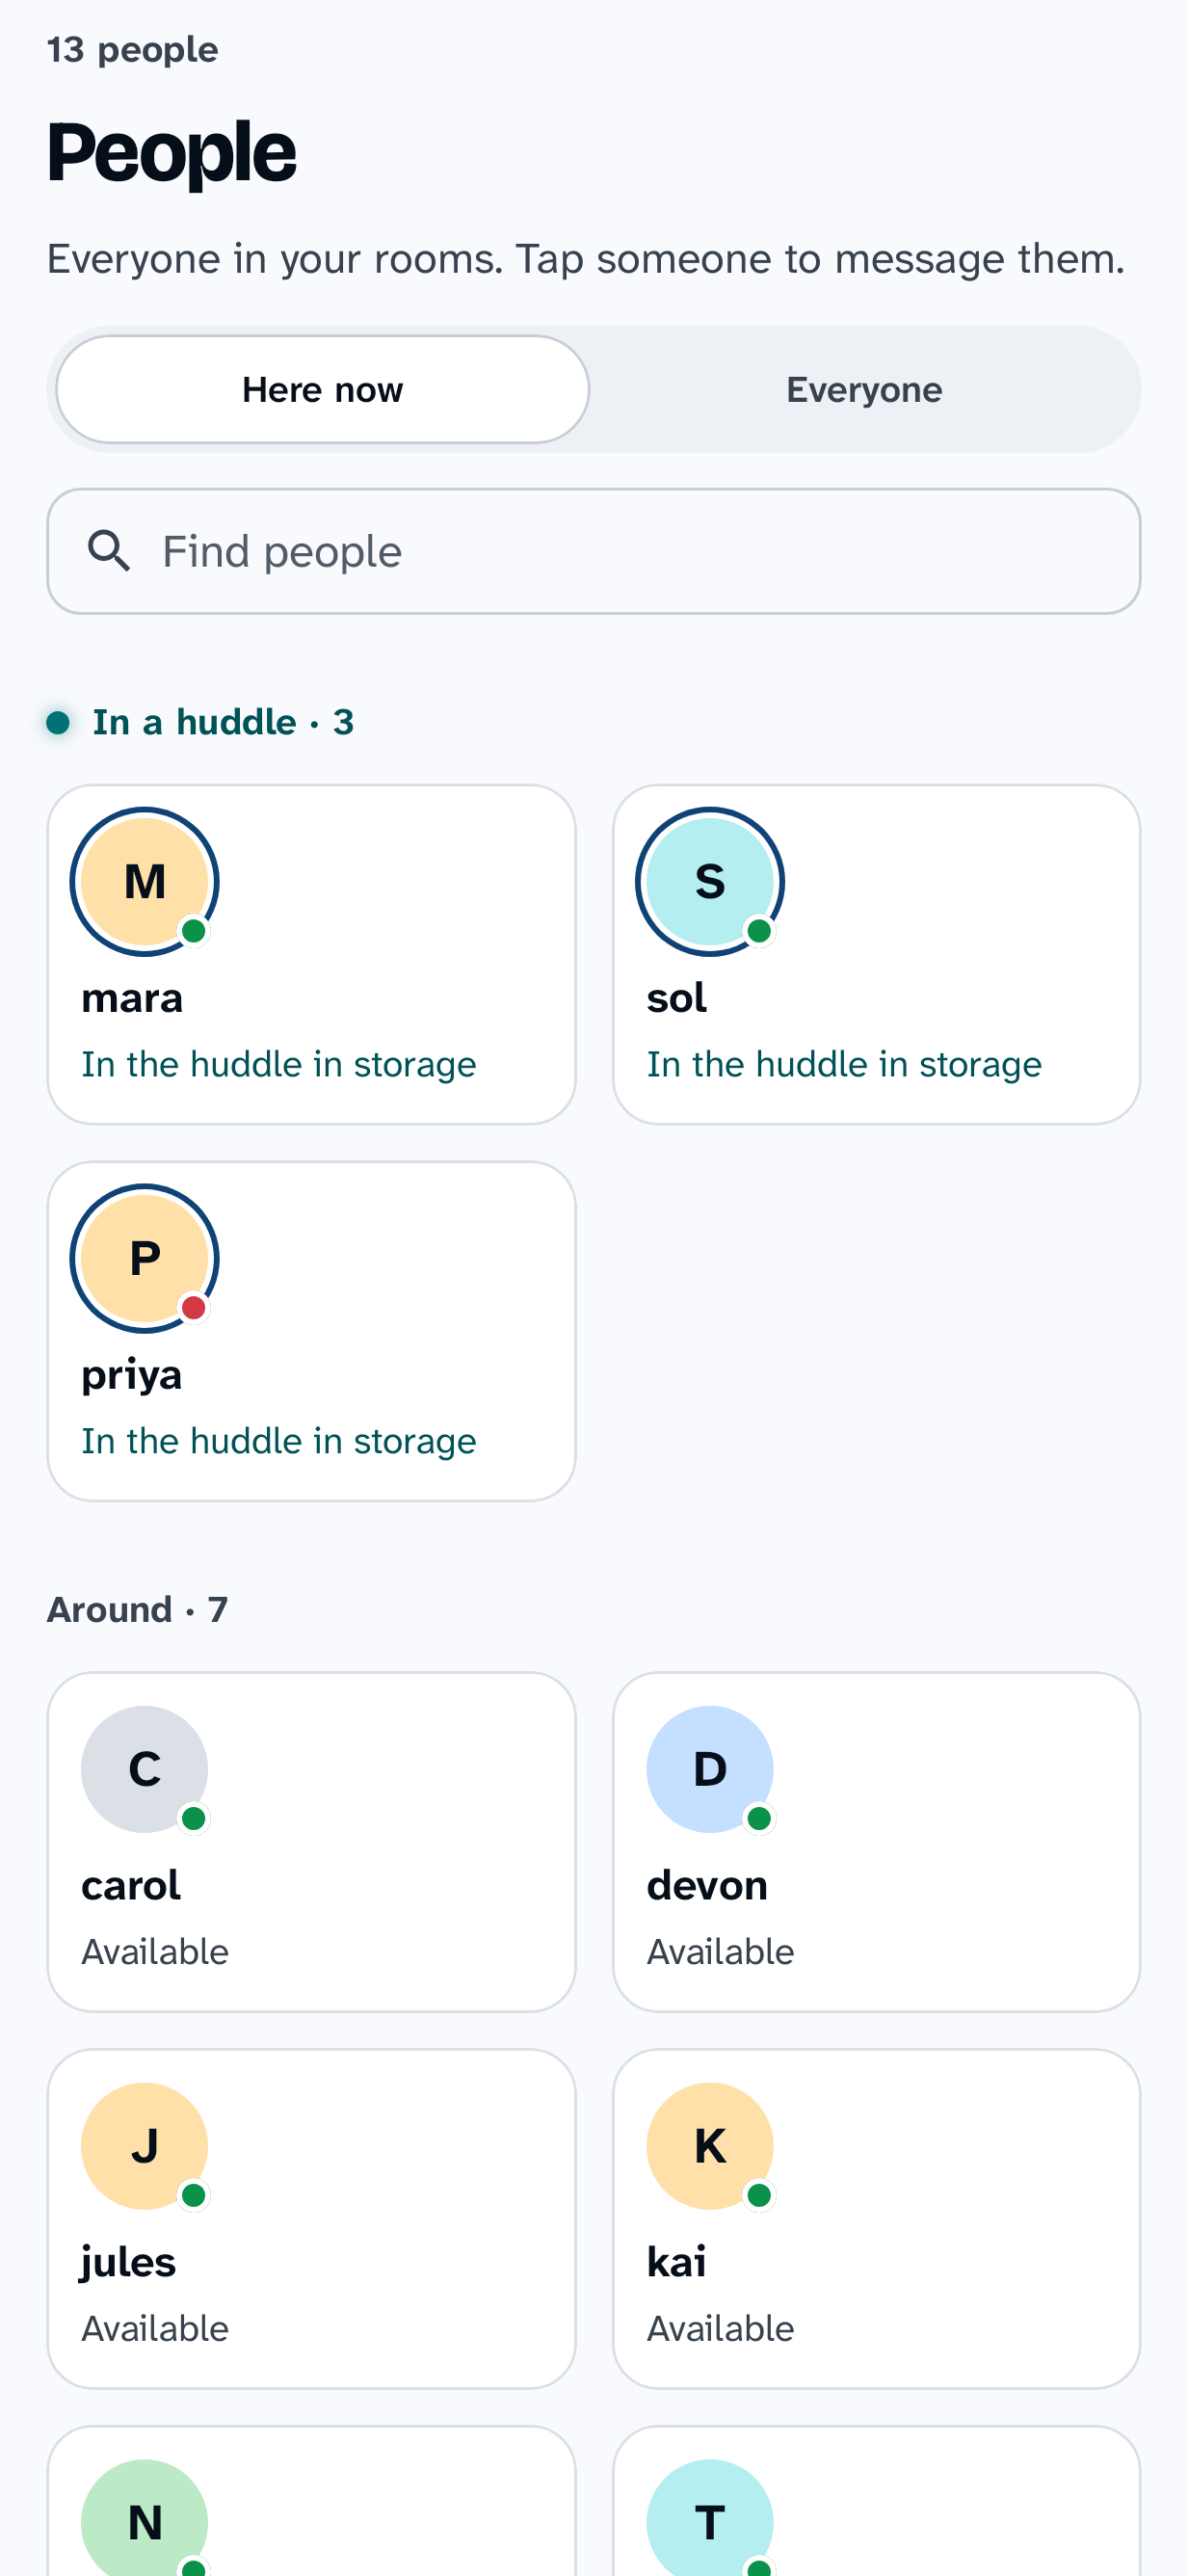 13 people
People
Everyone in your rooms. Tap someone to message them.
Here now
Everyone
Find people
In a huddle · 3
M
S
mara
sol
In the huddle in storage
In the huddle in storage
P
priya
In the huddle in storage
Around · 7
C
D
carol
devon
Available
Available
J
K
jules
kai
Available
Available
N
T